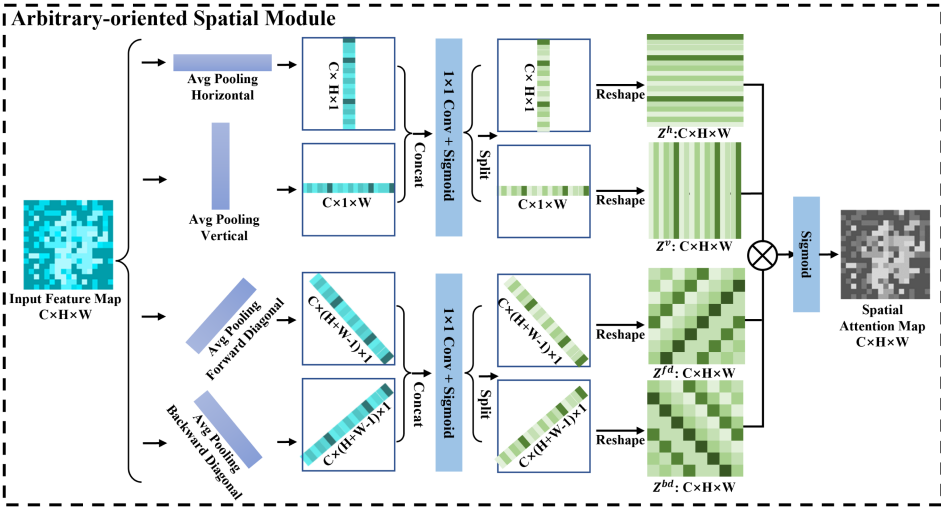 Arbitrary-oriented Spatial Module
Avg Pooling
Horizontal
C×H×1
Concat
1×1 Conv + Sigmoid
Split
C×H×1
Reshape
Z^h:C×H×W
Avg Pooling
Vertical
C×1×W
C×1×W
Reshape
Z^v: C×H×W
Input Feature Map
C×H×W
Sigmoid
Spatial
Attention Map
C×H×W
Avg Pooling
Forward Diagonal
C×(H+W-1)×1
Concat
1×1 Conv + Sigmoid
Split
C×(H+W-1)×1
Reshape
Z^fd: C×H×W
Avg Pooling
Backward Diagonal
C×(H+W-1)×1
C×(H+W-1)×1
Reshape
Z^bd: C×H×W